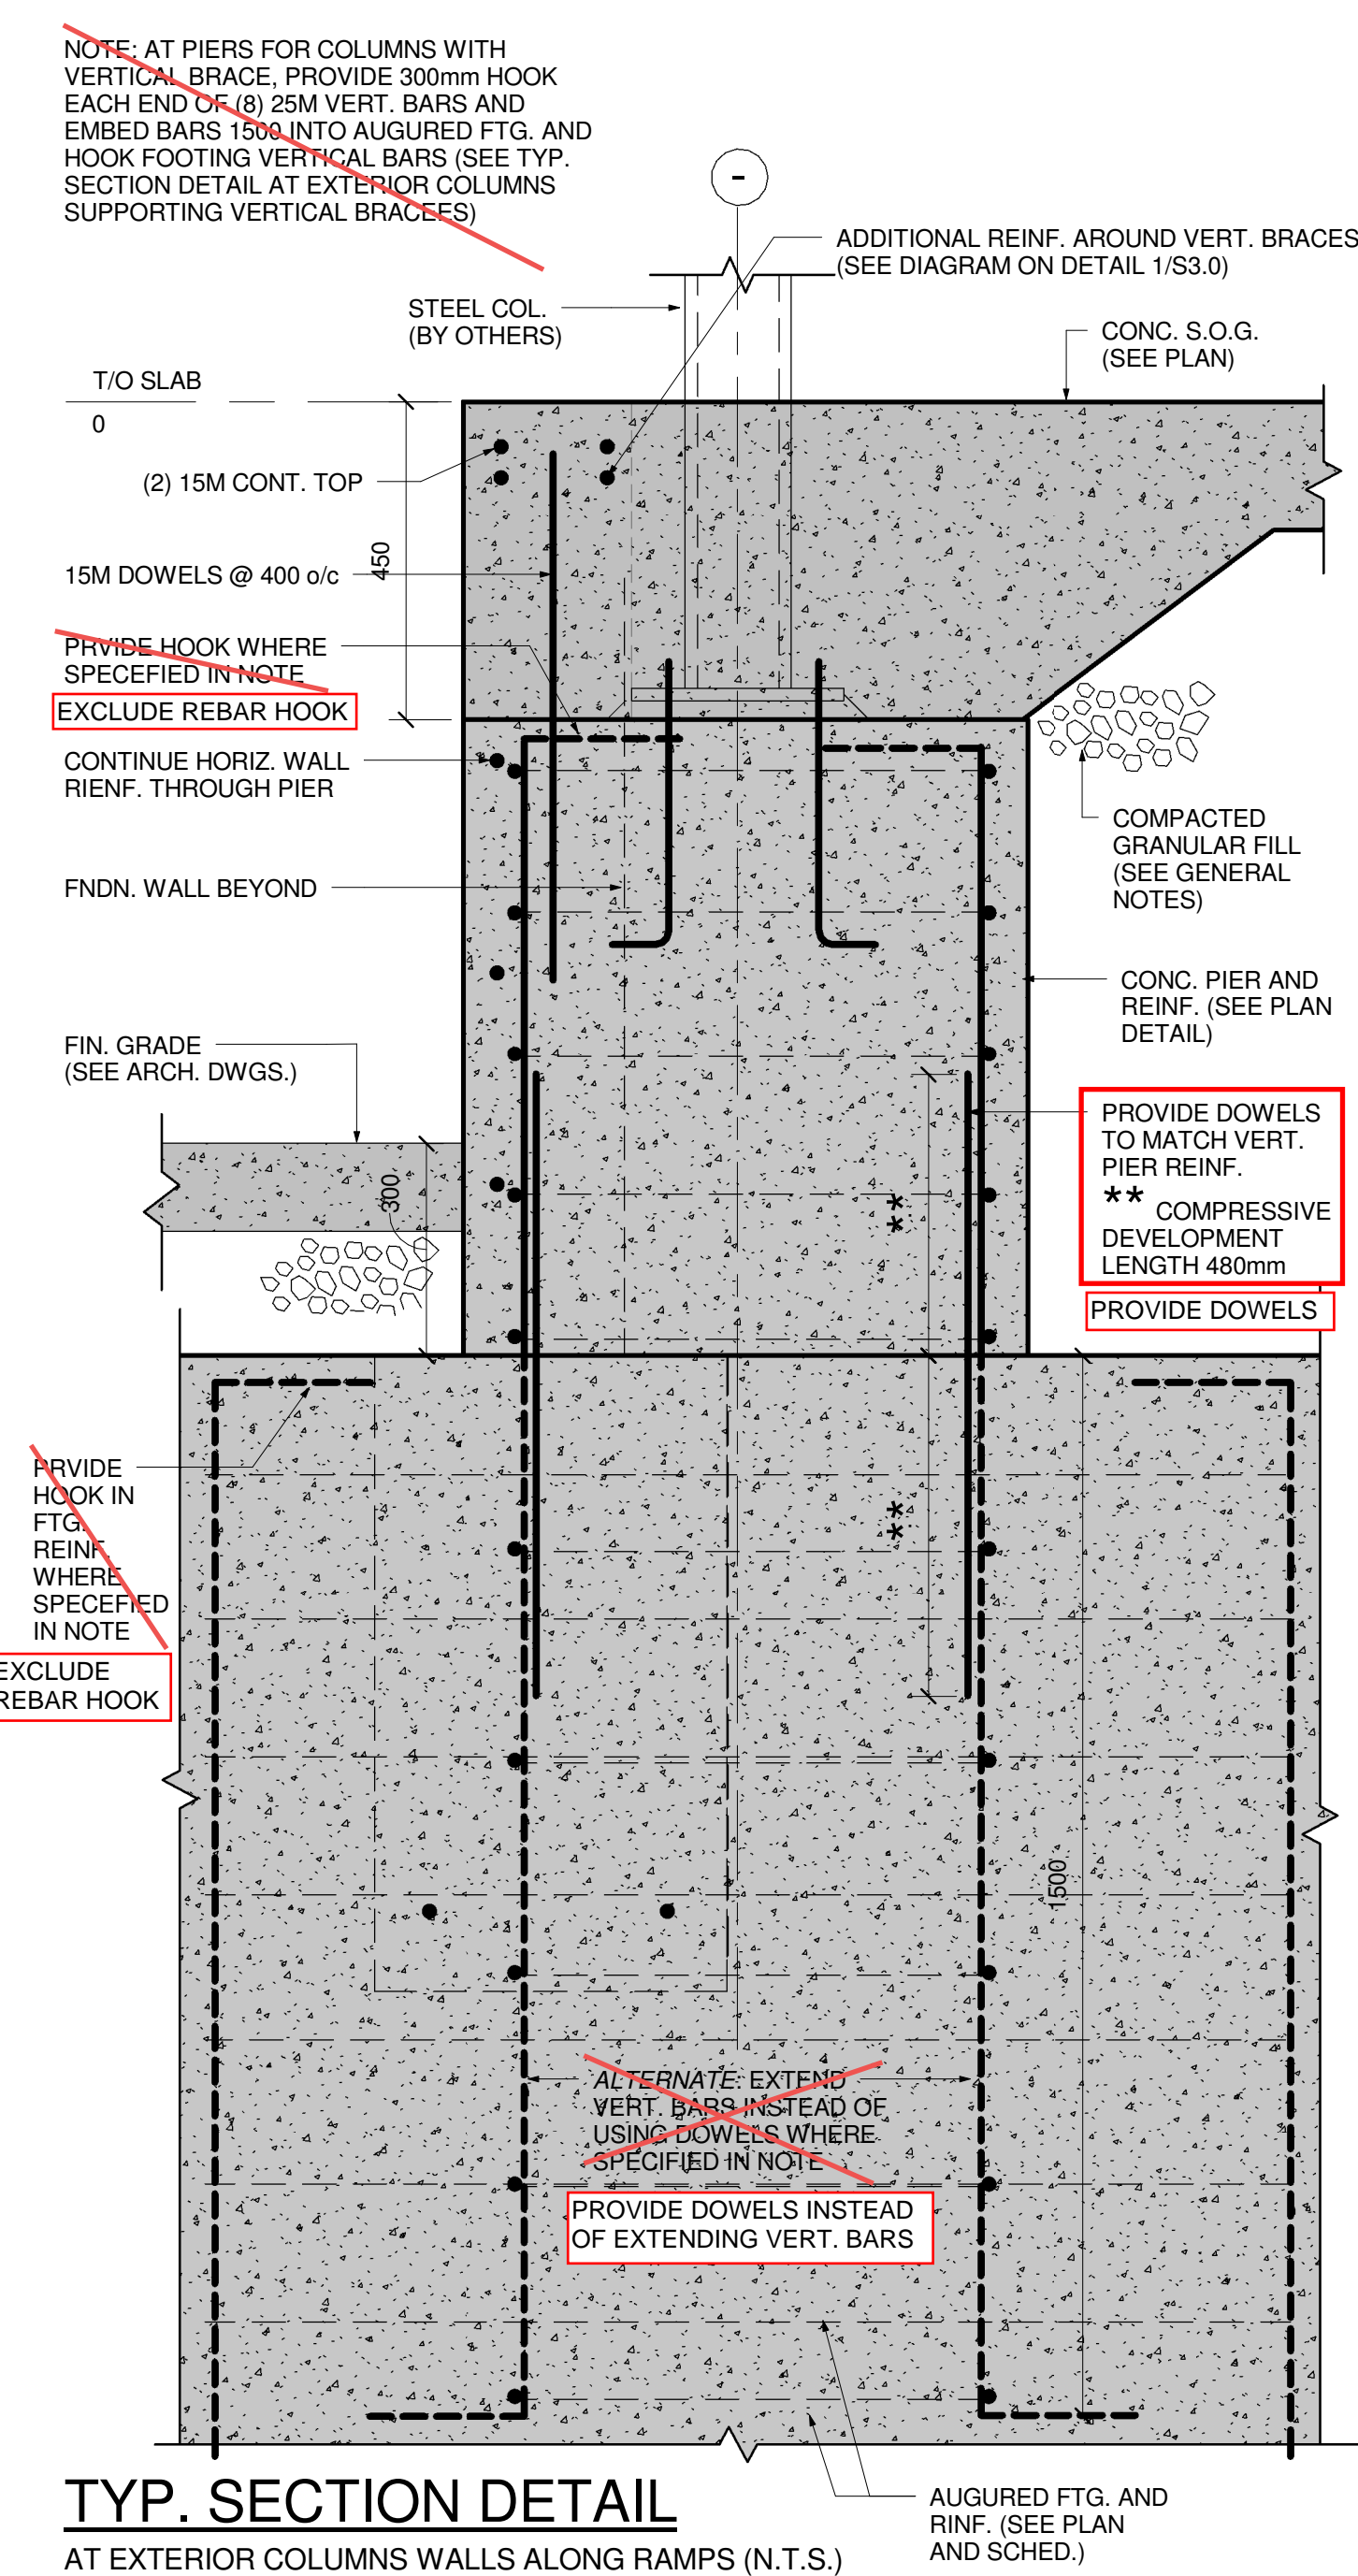 NOTE: AT PIERS FOR COLUMNS WITH
VERTICAL BRACE, PROVIDE 300mm HOOK
EACH END OF (8) 25M VERT. BARS AND
EMBED BARS 1500 INTO AUGURED FTG. AND
HOOK FOOTING VERTICAL BARS (SEE TYP.
SECTION DETAIL AT EXTERIOR COLUMNS
SUPPORTING VERTICAL BRACEES)
-
ADDITIONAL REINF. AROUND VERT. BRACES
(SEE DIAGRAM ON DETAIL 1/S3.0)
STEEL COL.
(BY OTHERS)
CONC. S.O.G.
(SEE PLAN)
T/O SLAB
0
(2) 15M CONT. TOP
450
15M DOWELS @ 400 o/c
PRVIDE HOOK WHERE
SPECEFIED IN NOTE
EXCLUDE REBAR HOOK
CONTINUE HORIZ. WALL
RIENF. THROUGH PIER
COMPACTED
GRANULAR FILL
(SEE GENERAL
NOTES)
FNDN. WALL BEYOND
CONC. PIER AND
REINF. (SEE PLAN
DETAIL)
FIN. GRADE
(SEE ARCH. DWGS.)
300
**
PROVIDE DOWELS
TO MATCH VERT.
PIER REINF.
** COMPRESSIVE
DEVELOPMENT
LENGTH 480mm
PROVIDE DOWELS
PRVIDE
HOOK IN
FTG.
REINF.
WHERE
SPECEFIED
IN NOTE
EXCLUDE
REBAR HOOK
**
1500
ALTERNATE: EXTEND
VERT. BARS INSTEAD OF
USING DOWELS WHERE
SPECIFIED IN NOTE
PROVIDE DOWELS INSTEAD
OF EXTENDING VERT. BARS
AUGURED FTG. AND
RINF. (SEE PLAN
AND SCHED.)
TYP. SECTION DETAIL
AT EXTERIOR COLUMNS WALLS ALONG RAMPS (N.T.S.)